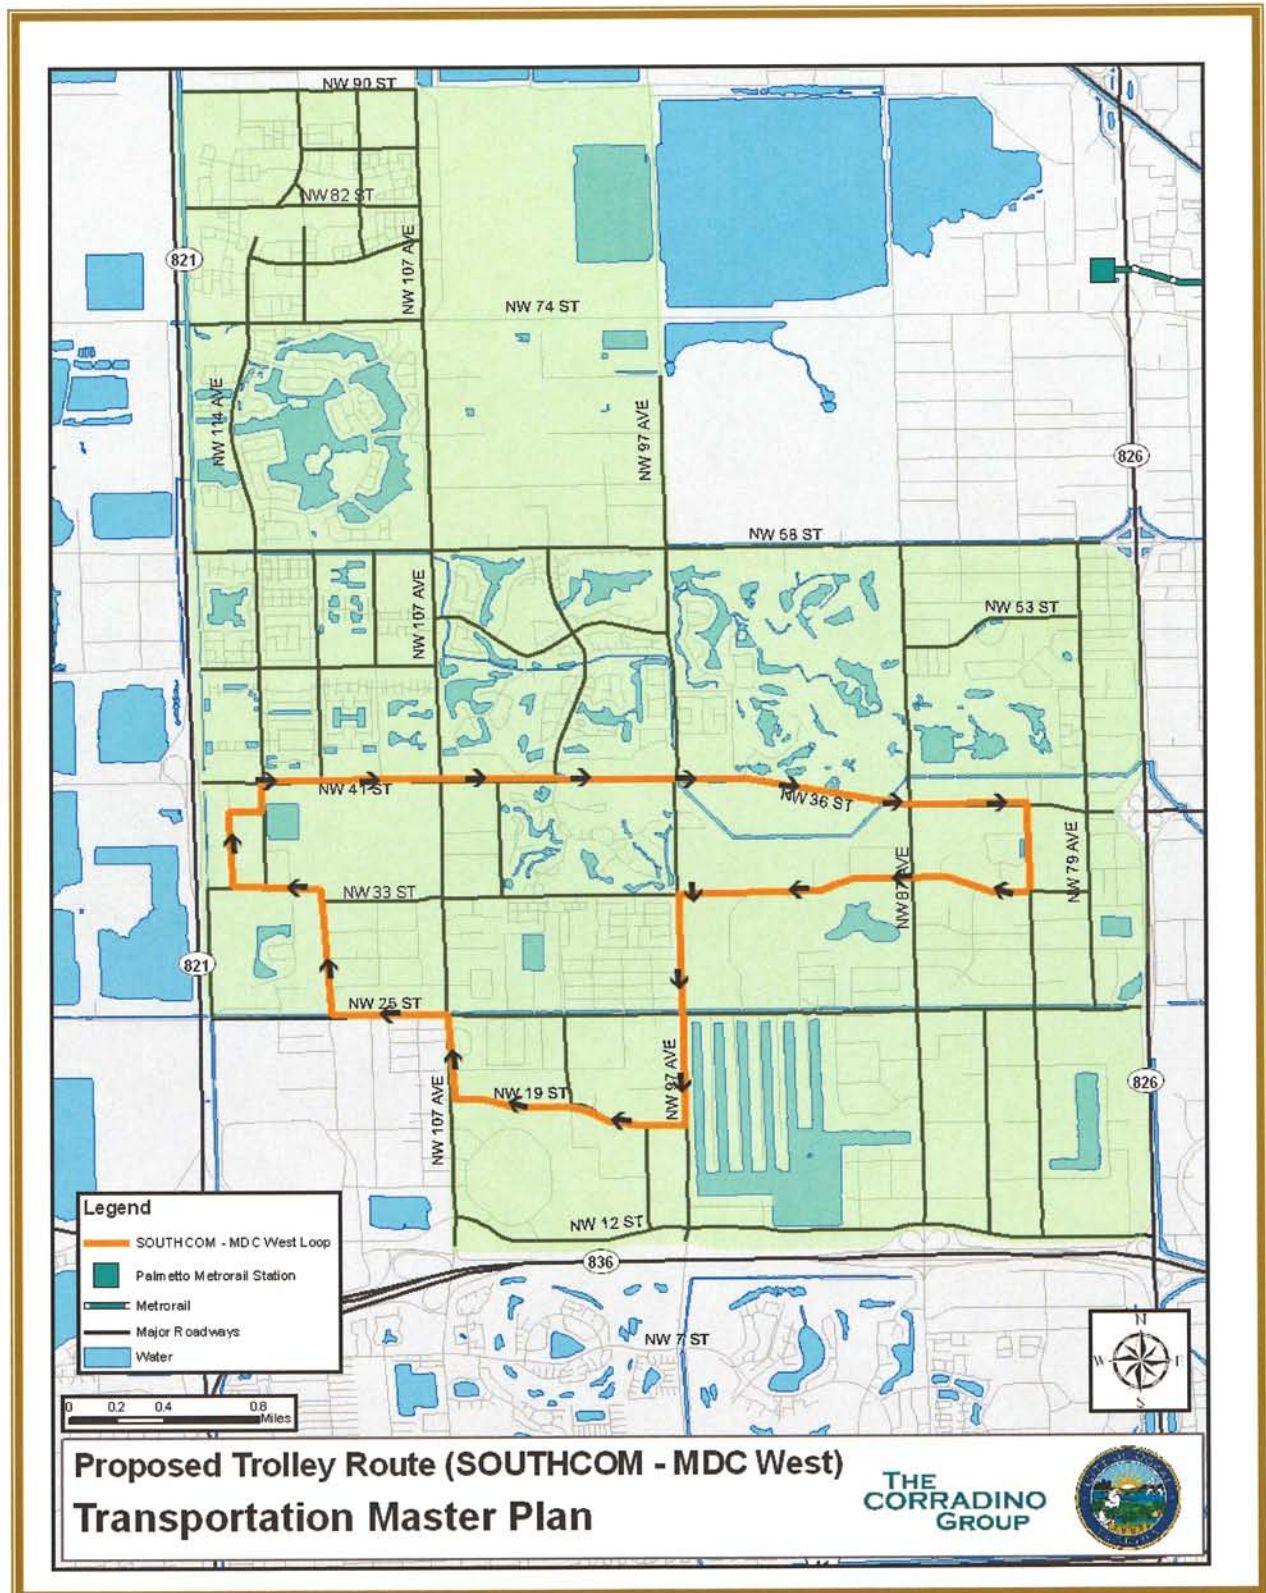 NW 90 ST
NW 82 ST
821
NW 107 AVE
NW 74 ST
NW 114 AVE
NW 97 AVE
826
NW 58 ST
NW 107 AVE
NW 53 ST
NW 41 ST
NW 36 ST
NW 79 AVE
NW 87 AVE
NW 33 ST
821
NW 25 ST
NW 97 AVE
NW 19 ST
NW 107 AVE
826
NW 12 ST
836
NW 7 ST
Legend
SOUTHCOM - MDC West Loop
Palmetto Metrorail Station
Metrorail
Major Roadways
Water
0 0.2 0.4 0.8
Miles
N
W
E
S
Proposed Trolley Route (SOUTHCOM - MDC West)
Transportation Master Plan
THE
CORRADINO
GROUP